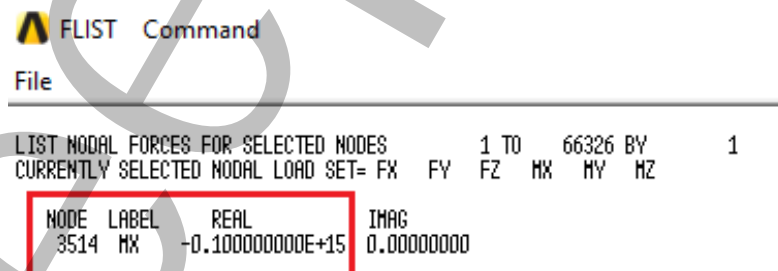 FLIST Command
File
LIST NODAL FORCES FOR SELECTED NODES 1 TO 66326 BY 1
CURRENTLY SELECTED NODAL LOAD SET= FX FY FZ MX MY MZ
NODE LABEL REAL IMAG
3514 MX -0.100000000E+15 0.00000000